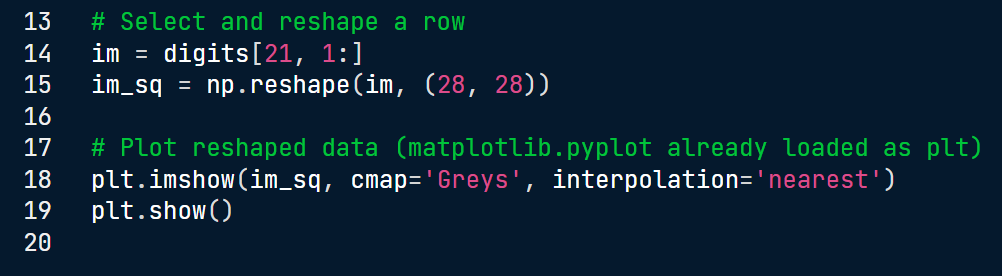 13 # Select and reshape a row
14 im = digits[21, 1:]
15 im_sq = np.reshape(im, (28, 28))
16
17 # Plot reshaped data (matplotlib.pyplot already loaded as plt)
18 plt.imshow(im_sq, cmap='Greys', interpolation='nearest')
19 plt.show()
20